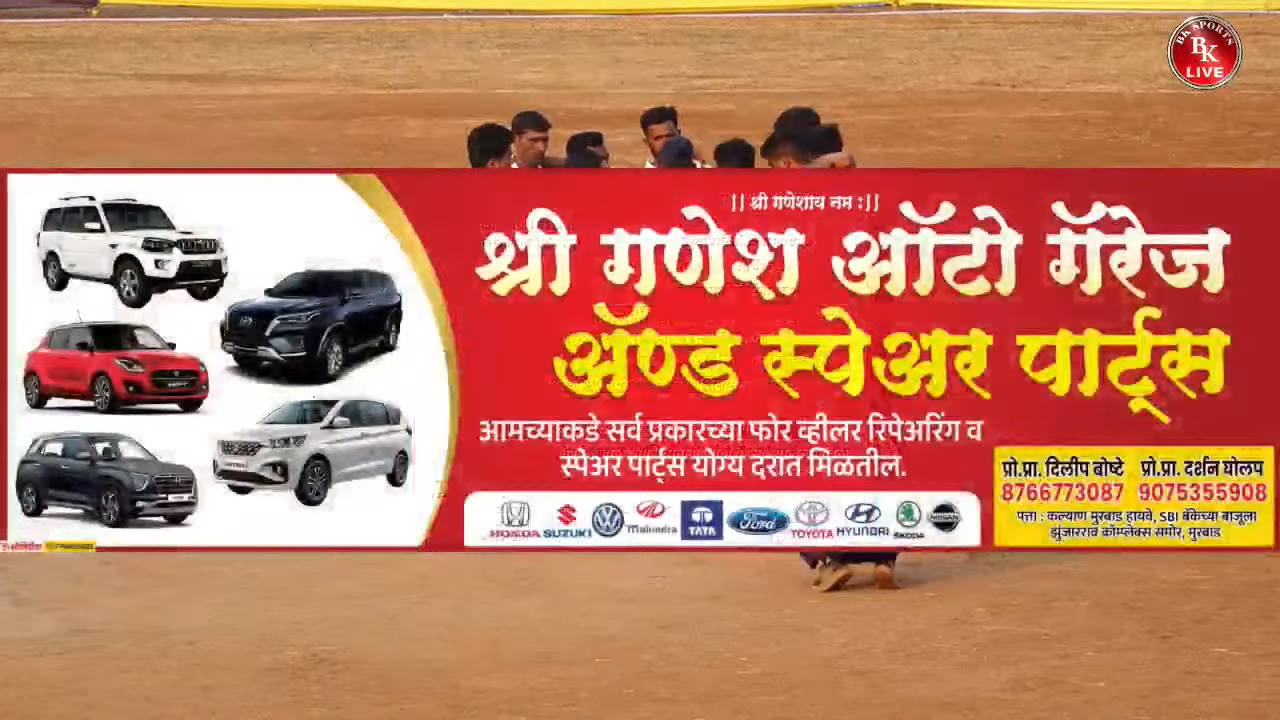 BK SPORTS
BK
LIVE
|| श्री गणेशाय नम :||
श्री गणेश ऑटो गॅरेज
ॲण्ड स्पेअर पार्ट्स
आमच्याकडे सर्व प्रकारच्या फोर व्हीलर रिपेअरिंग व
स्पेअर पार्ट्स योग्य दरात मिळतील.
HONDA SUZUKI Mahindra TATA Ford TOYOTA HYUNDAI SKODA NISSAN
प्रो.प्रा. दिलीप बोष्टे प्रो.प्रा. दर्शन घोलप
8766773087 9075355908
पत्ता : कल्याण मुरबाड हायवे, SBI बँकेच्या बाजूला
झुंजारराव कॉम्प्लेक्स समोर, मुरबाड